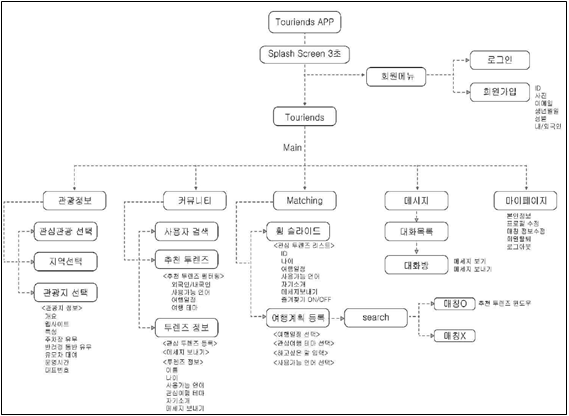 Touriends APP
Splash Screen 3초
회원메뉴
로그인
회원가입
ID
사진
이메일
생년월일
성별
내/외국인
Touriends
Main
관광정보
관심관광 선택
지역선택
관광지 선택
<관광지 정보>
개요
웹사이트
특성
주차장 유무
반려견 동반 유무
유모차 대여
운영시간
대표번호
커뮤니티
사용자 검색
추천 투렌즈
<추천 투렌즈 필터링>
외국인/내국인
사용가능 언어
여행일정
여행 테마
투렌즈 정보
<관심 투렌즈 등록>
<메세지 보내기>
<투렌즈 정보>
이름
나이
사용가능 언어
관심여행 테마
자기소개
메세지 보내기
Matching
횡 슬라이드
<관심 투렌즈 리스트>
ID
나이
여행일정
사용가능 언어
자기소개
메세지보내기
즐겨찾기 ON/OFF
여행계획 등록
<여행일정 선택>
<관심여행 테마 선택>
<하고싶은 말 입력>
<사용가능 언어 선택>
search
매칭O
추천 투렌즈 윈도우
매칭X
메시지
대화목록
대화방
메세지 보기
메세지 보내기
마이페이지
본인정보
프로필 수정
매칭 정보수정
회원탈퇴
로그아웃